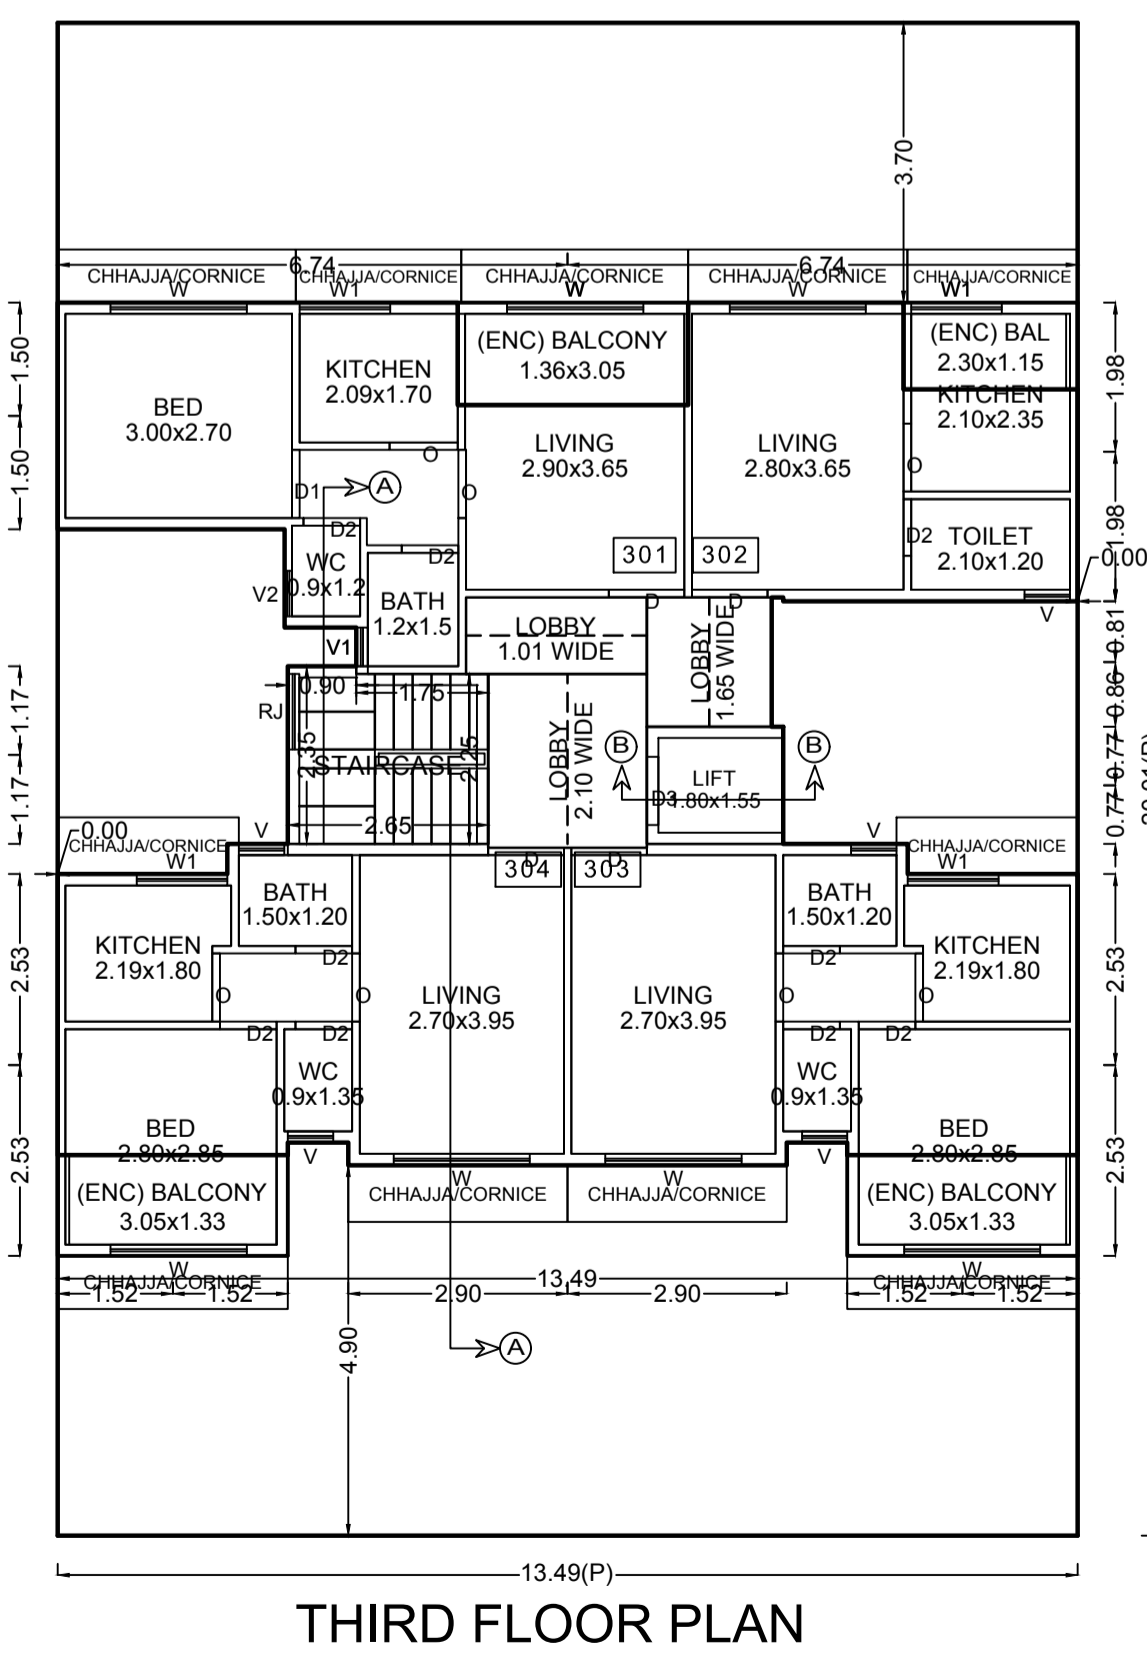 3.70
6.74
6.74
CHHAJJA/CORNICE
CHHAJJA/CORNICE
CHHAJJA/CORNICE
CHHAJJA/CORNICE
CHHAJJA/CORNICE
W
W1
W
W
W1
1.50
1.50
BED
3.00x2.70
KITCHEN
2.09x1.70
(ENC) BALCONY
1.36x3.05
LIVING
2.90x3.65
LIVING
2.80x3.65
(ENC) BAL
2.30x1.15
KITCHEN
2.10x2.35
1.98
1.98
O
O
O
D1
A
D2
D2
D2
WC
0.9x1.2
BATH
1.2x1.5
301
302
TOILET
2.10x1.20
0.00
V2
V1
D
D
V
LOBBY
1.01 WIDE
LOBBY
1.65 WIDE
0.81
0.86
0.77
0.77
0.90
1.75
RJ
1.17
1.17
2.35
2.25
STAIRCASE
2.65
LOBBY
2.10 WIDE
B
B
LIFT
1.80x1.55
D3
0.00
CHHAJJA/CORNICE
W1
V
V
CHHAJJA/CORNICE
W1
D
D
304
303
BATH
1.50x1.20
BATH
1.50x1.20
KITCHEN
2.19x1.80
KITCHEN
2.19x1.80
D2
D2
LIVING
2.70x3.95
LIVING
2.70x3.95
O
O
O
O
2.53
2.53
2.53
2.53
D2
D2
D2
D2
WC
0.9x1.35
WC
0.9x1.35
BED
2.80x2.85
BED
2.80x2.85
V
V
(ENC) BALCONY
3.05x1.33
(ENC) BALCONY
3.05x1.33
W
W
CHHAJJA/CORNICE
CHHAJJA/CORNICE
W
W
CHHAJJA/CORNICE
CHHAJJA/CORNICE
13.49
1.52
1.52
2.90
2.90
1.52
1.52
4.90
A
13.49(P)
THIRD FLOOR PLAN